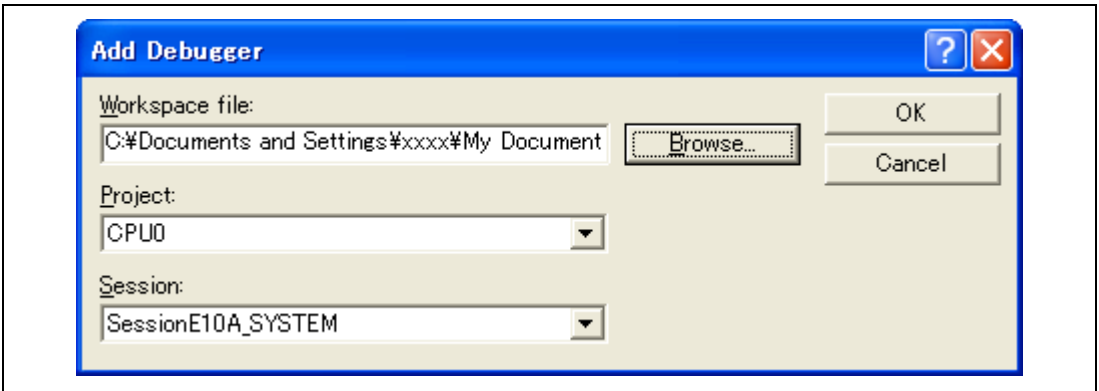 Add Debugger
Workspace file:
C:¥Documents and Settings¥xxxx¥My Document
Browse...
OK
Cancel
Project:
CPU0
Session:
SessionE10A_SYSTEM